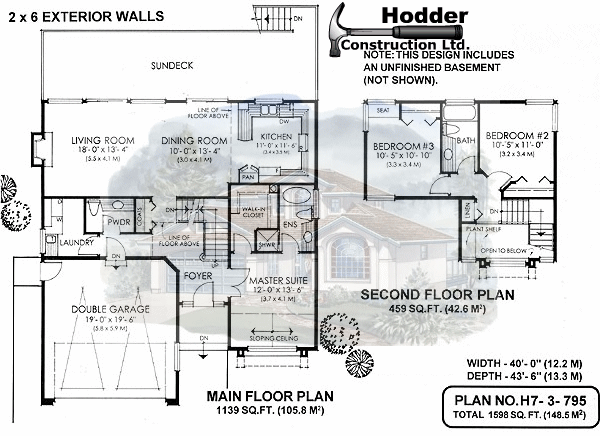 2 x 6 EXTERIOR WALLS
DN
Hodder
Construction Ltd.
NOTE: THIS DESIGN INCLUDES
AN UNFINISHED BASEMENT
(NOT SHOWN).
SUNDECK
LINE OF
FLOOR ABOVE
DW
LIVING ROOM
18'- 0" x 13'- 4"
(5.5 x 4.1 M)
DINING ROOM
10'- 0" x 13'- 4"
(3.0 x 4.1 M)
KITCHEN
11'- 0" x 11'- 6"
(3.4 x 3.5 M)
PAN
SEAT
BEDROOM #3
10'- 5" x 10'- 10"
(3.3 x 3.4 M)
BATH
BEDROOM #2
10'- 5" x 11'- 0"
(3.2 x 3.4 M)
W
LAUNDRY
PWDR
COATS
DN
LINE OF
FLOOR ABOVE
WALK-IN
CLOSET
ENS
SHWR
LINEN
DN
PLANT SHELF
OPEN TO BELOW
DN
FOYER
MASTER SUITE
12'- 0" x 13'- 6"
(3.7 x 4.1 M)
SLOPING CEILING
DOUBLE GARAGE
19'- 0" x 19'- 6"
(5.8 x 5.9 M)
DN
SECOND FLOOR PLAN
459 SQ.FT. (42.6 M²)
MAIN FLOOR PLAN
1139 SQ.FT. (105.8 M²)
WIDTH - 40'- 0" (12.2 M)
DEPTH - 43'- 6" (13.3 M)
PLAN NO.H7- 3- 795
TOTAL 1598 SQ.FT. (148.5 M²)